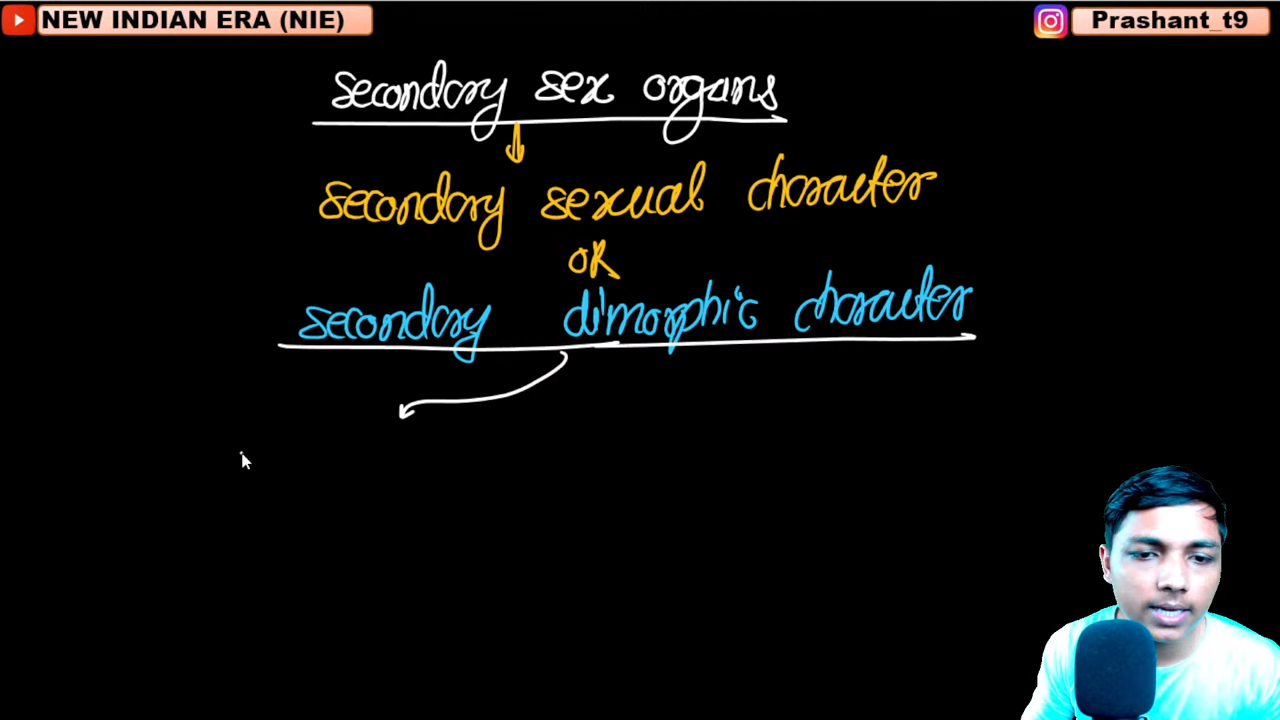 NEW INDIAN ERA (NIE)
Prashant_t9
secondary sex organs
secondary sexual character
OR
secondary dimorphic character